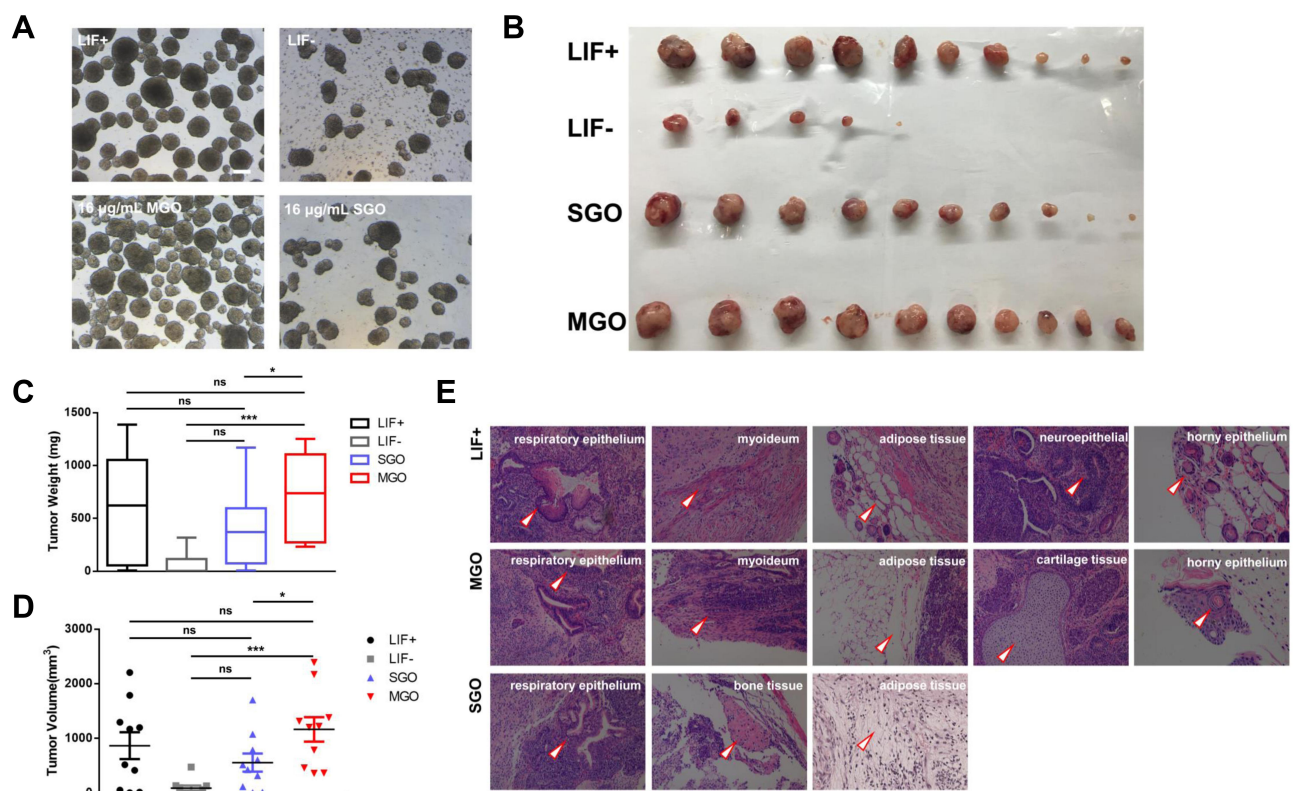 A
LIF+
LIF-
16 µg/mL MGO
16 µg/mL SGO
B
LIF+
LIF-
SGO
MGO
C
*
ns
ns
***
ns
1500
1000
500
0
Tumor Weight (mg)
LIF+
LIF-
SGO
MGO
D
*
ns
ns
***
ns
3000
2000
1000
Tumor Volume(mm³)
LIF+
LIF-
SGO
MGO
E
LIF+
respiratory epithelium
myoideum
adipose tissue
neuroepithelial
horny epithelium
MGO
respiratory epithelium
myoideum
adipose tissue
cartilage tissue
horny epithelium
SGO
respiratory epithelium
bone tissue
adipose tissue